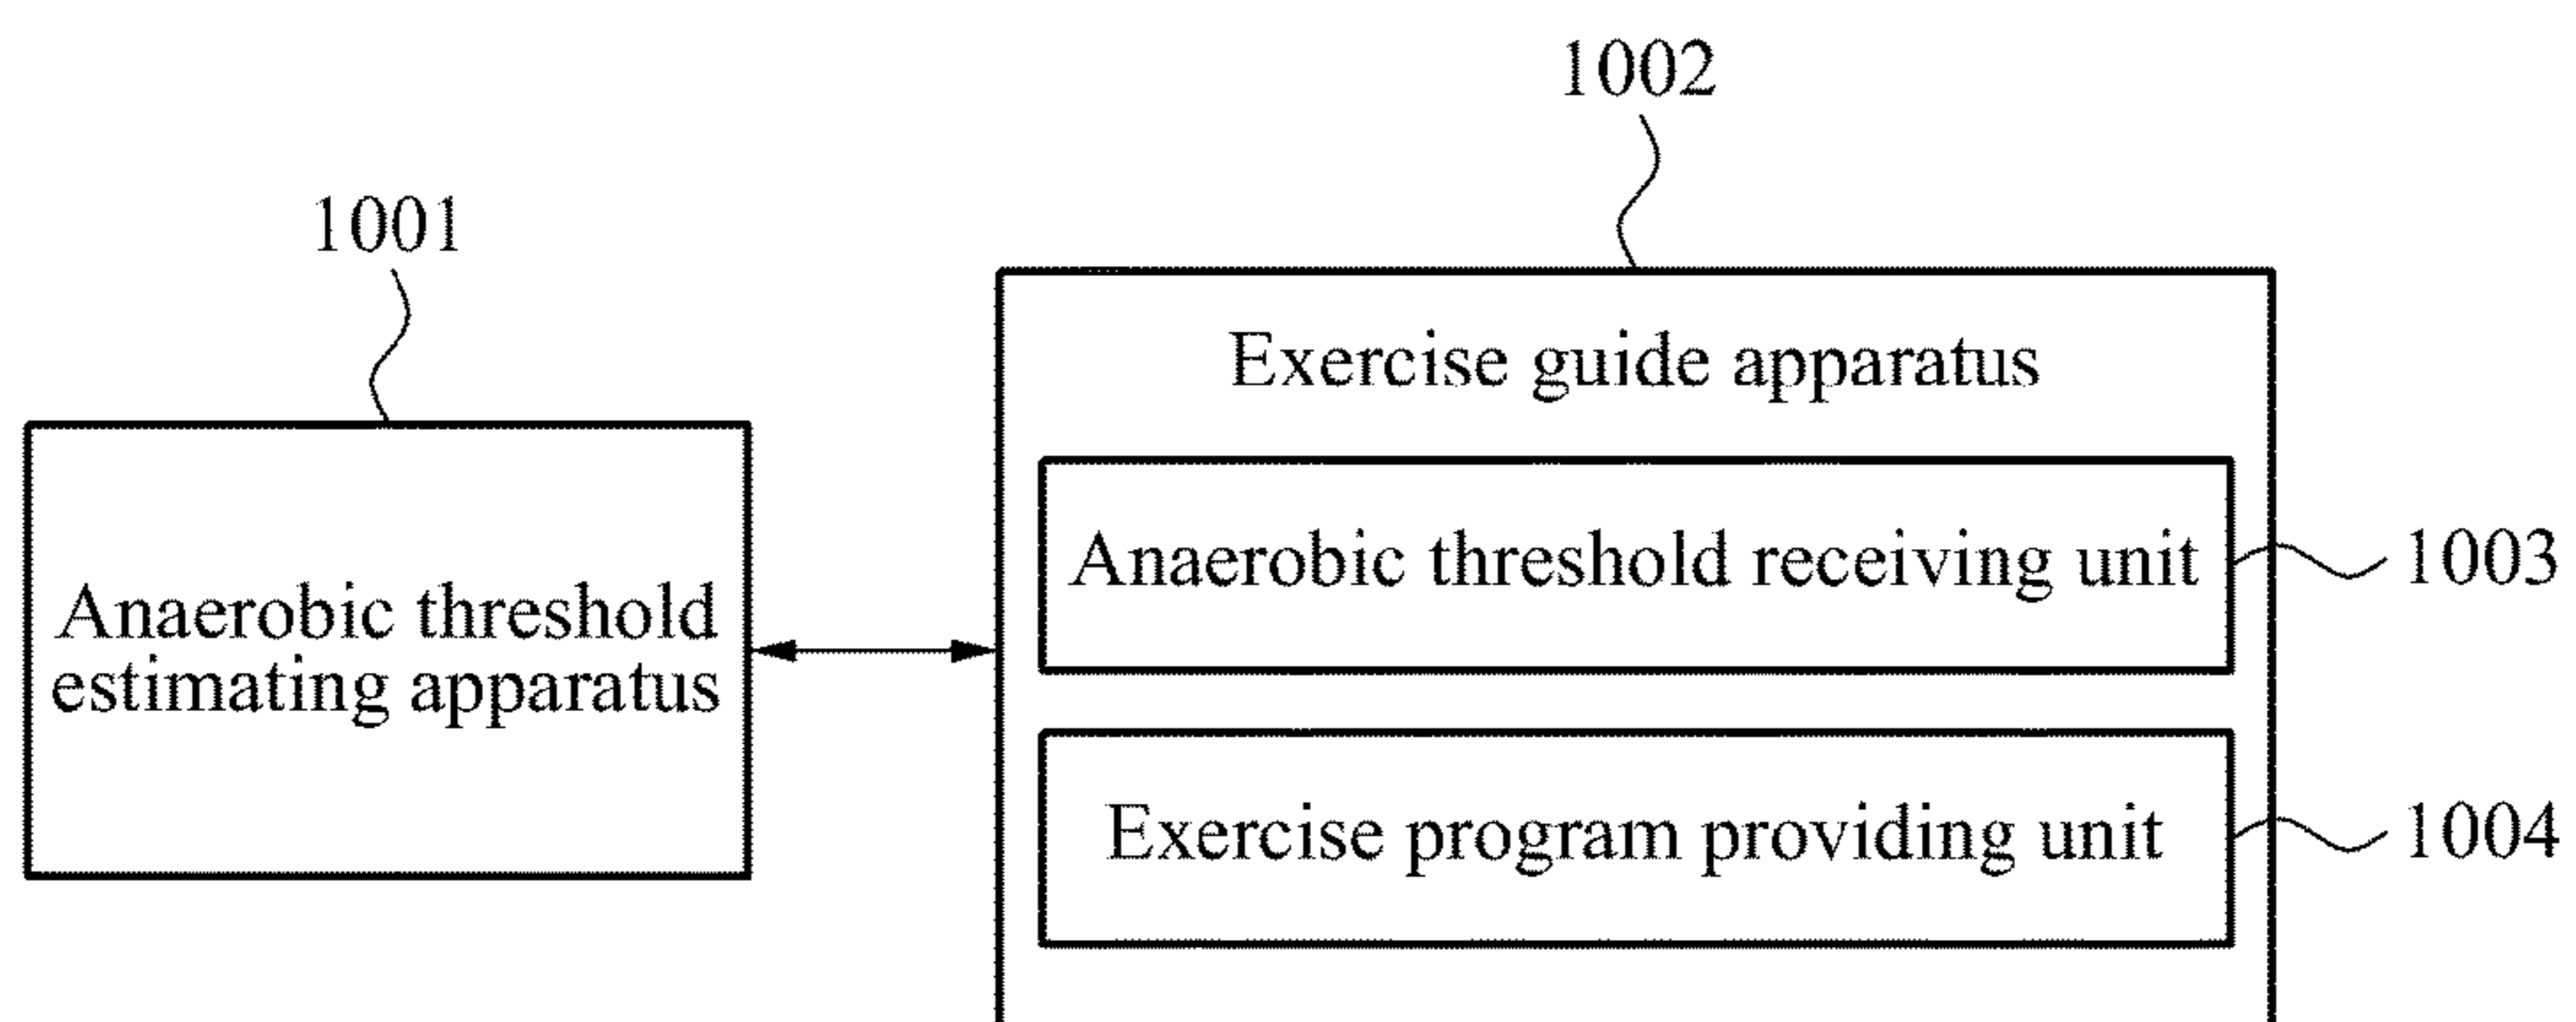 1002
1001
Exercise guide apparatus
Anaerobic threshold receiving unit
1003
Anaerobic threshold
estimating apparatus
Exercise program providing unit
1004